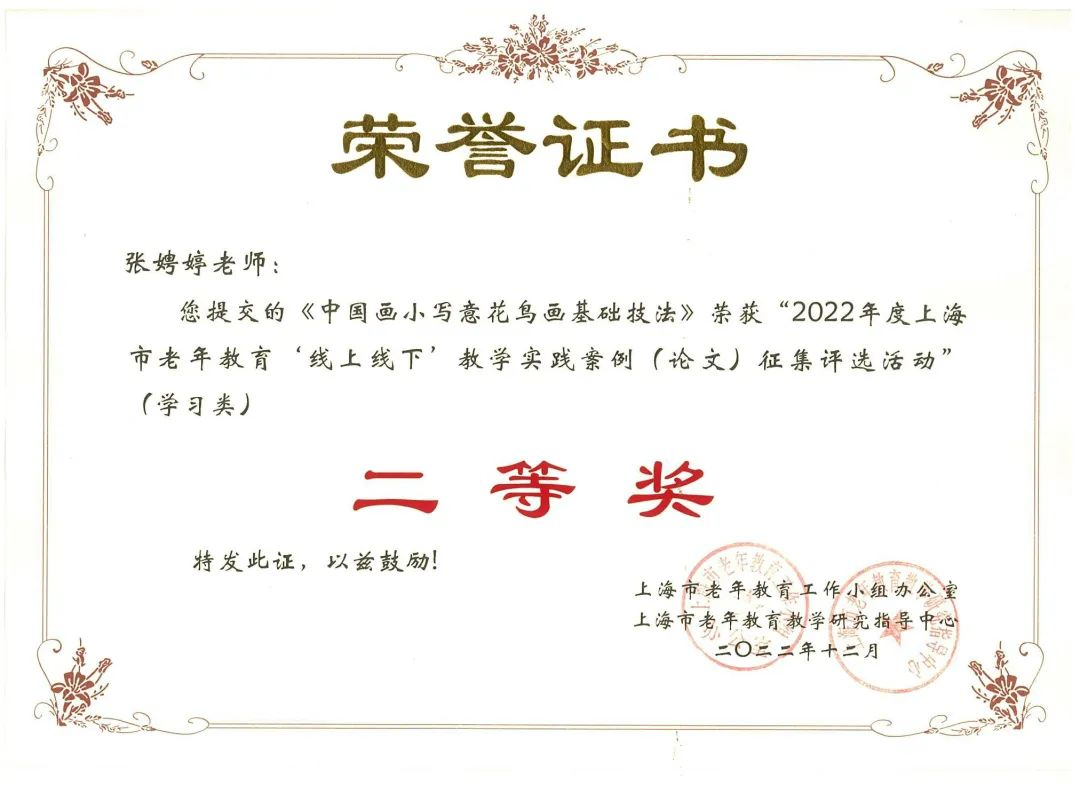 荣誉证书
张娉婷老师：
您提交的《中国画小写意花鸟画基础技法》荣获“2022年度上海
市老年教育‘线上线下’教学实践案例（论文）征集评选活动”
（学习类）
二等奖
特发此证，以兹鼓励!
上海市老年教育工作小组办公室
上海市老年教育教学研究指导中心
二〇二二年十二月